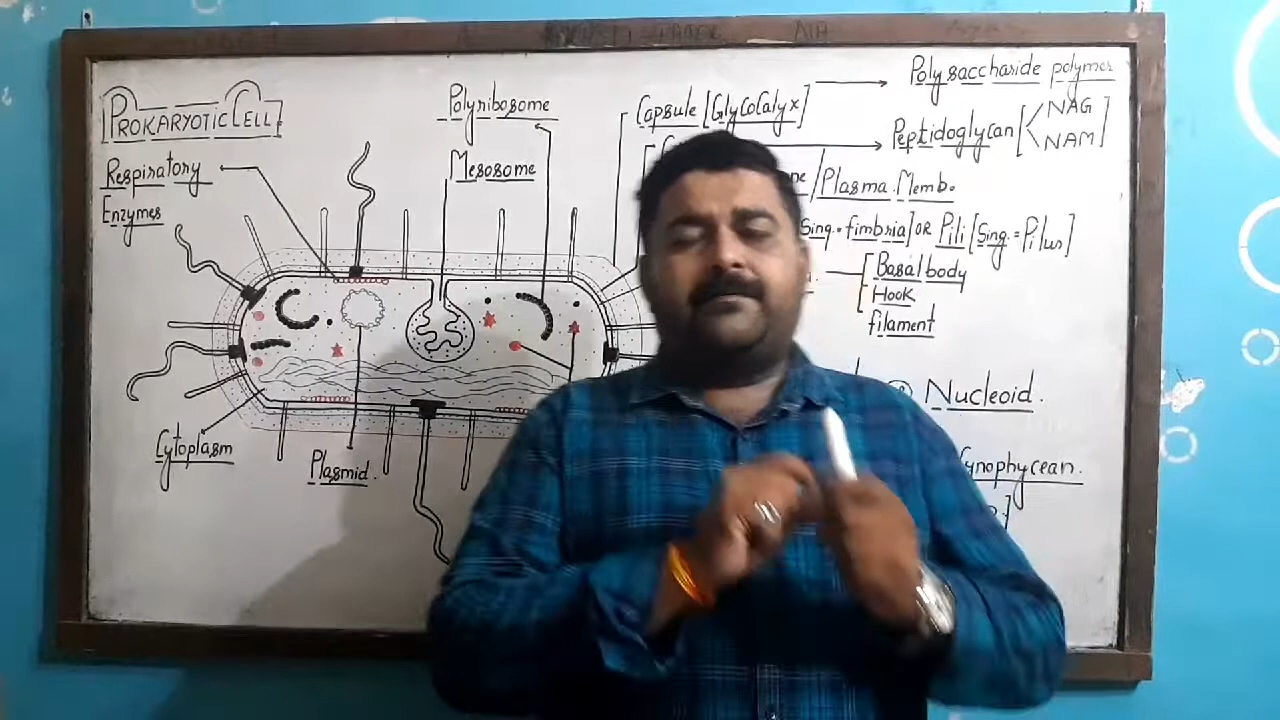 PROKARYOTIC CELL
Respiratory
Enzymes
Polyribosome
Mesosome
Capsule [GlyCoCalyx]
Polysaccharide polymer
Peptidoglycan [< NAG
NAM ]
/Plasma Memb.
Sing. = fimbria] OR Pili [Sing. = Pilus]
Basal body
Hook
filament
Nucleoid.
Cynophycean.
Cytoplasm
Plasmid.